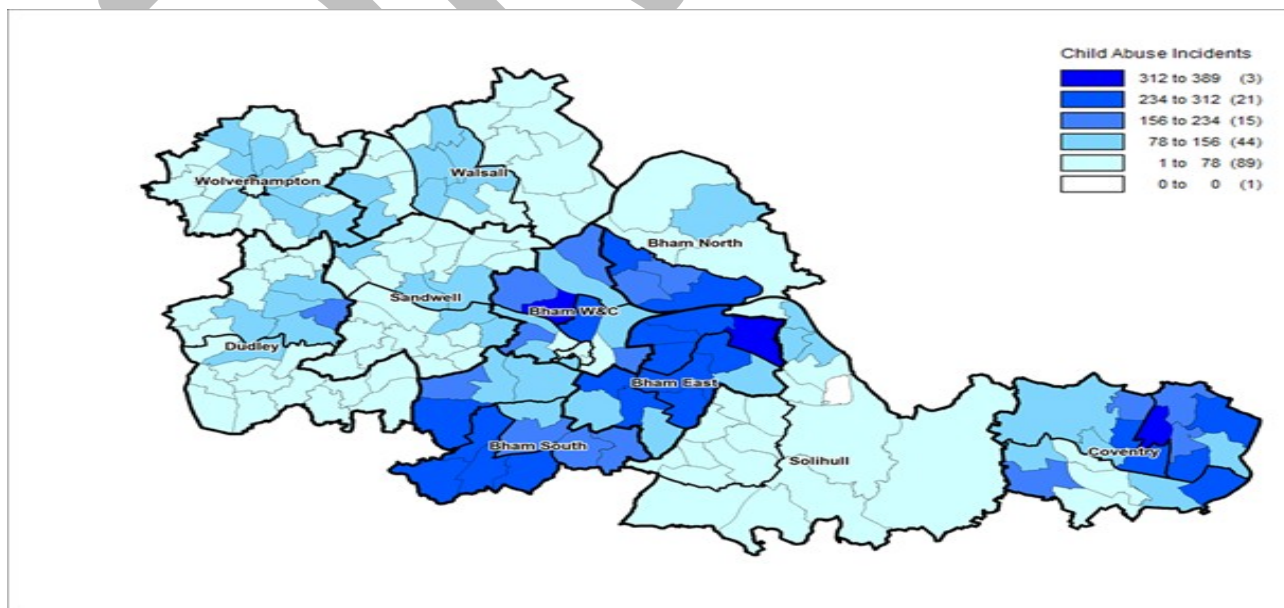 Child Abuse Incidents
312 to 389 (3)
234 to 312 (21)
156 to 234 (15)
78 to 156 (44)
1 to 78 (89)
0 to 0 (1)
Wolverhampton
Walsall
Bham North
Sandwell
Bham W&C
Dudley
Bham East
Bham South
Solihull
Coventry